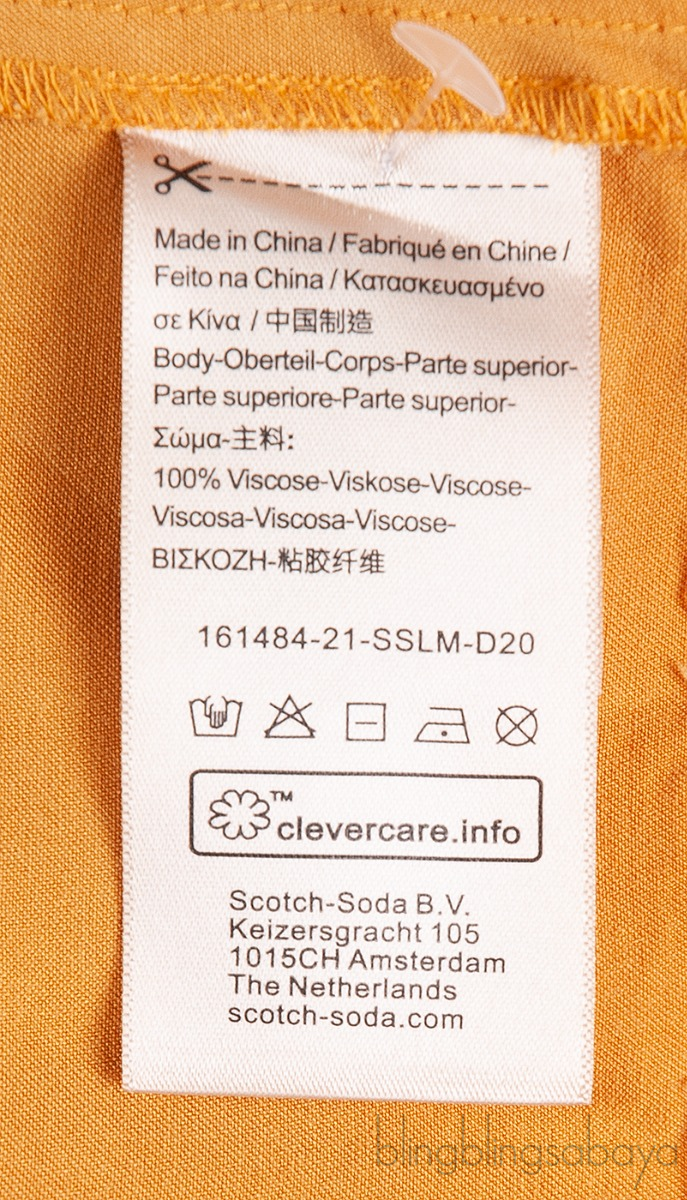 Made in China / Fabriqué en Chine /
Feito na China / Κατασκευασμένο
σε Κίνα / 中国制造
Body-Oberteil-Corps-Parte superior-
Parte superiore-Parte superior-
Σώμα-主料:
100% Viscose-Viskose-Viscose-
Viscosa-Viscosa-Viscose-
ΒΙΣΚΟΖΗ-粘胶纤维
161484-21-SSLM-D20
TM
clevercare.info
Scotch-Soda B.V.
Keizersgracht 105
1015CH Amsterdam
The Netherlands
scotch-soda.com
blingblingsabaya